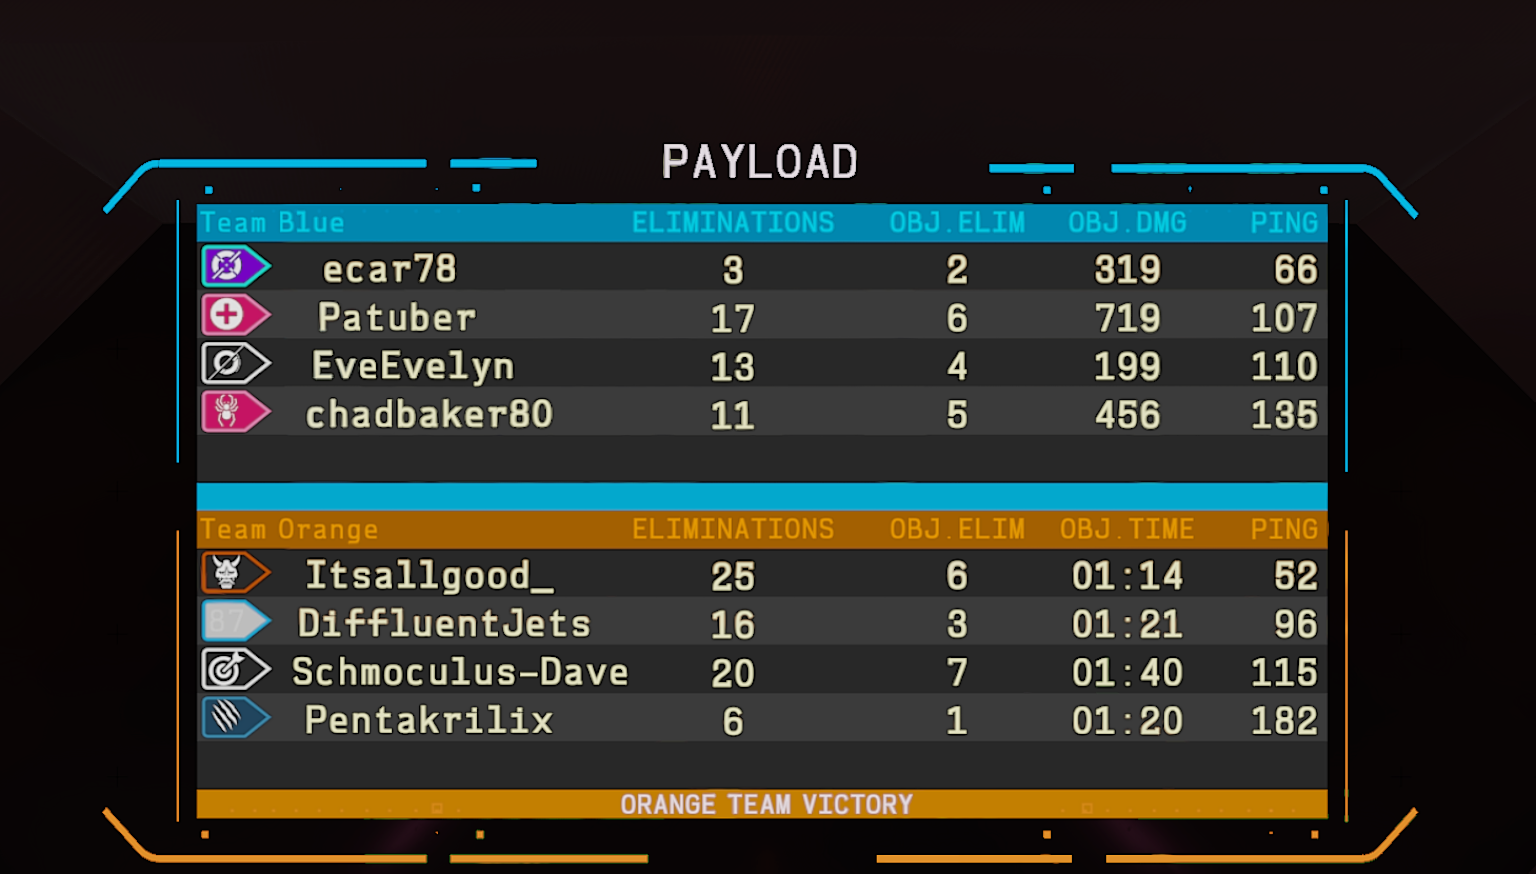 PAYLOAD
Team Blue ELIMINATIONS OBJ.ELIM OBJ.DMG PING
ecar78 3 2 319 66
Patuber 17 6 719 107
EveEvelyn 13 4 199 110
chadbaker80 11 5 456 135
Team Orange ELIMINATIONS OBJ.ELIM OBJ.TIME PING
Itsallgood_ 25 6 01:14 52
87 DiffluentJets 16 3 01:21 96
Schmoculus-Dave 20 7 01:40 115
Pentakrilix 6 1 01:20 182
ORANGE TEAM VICTORY